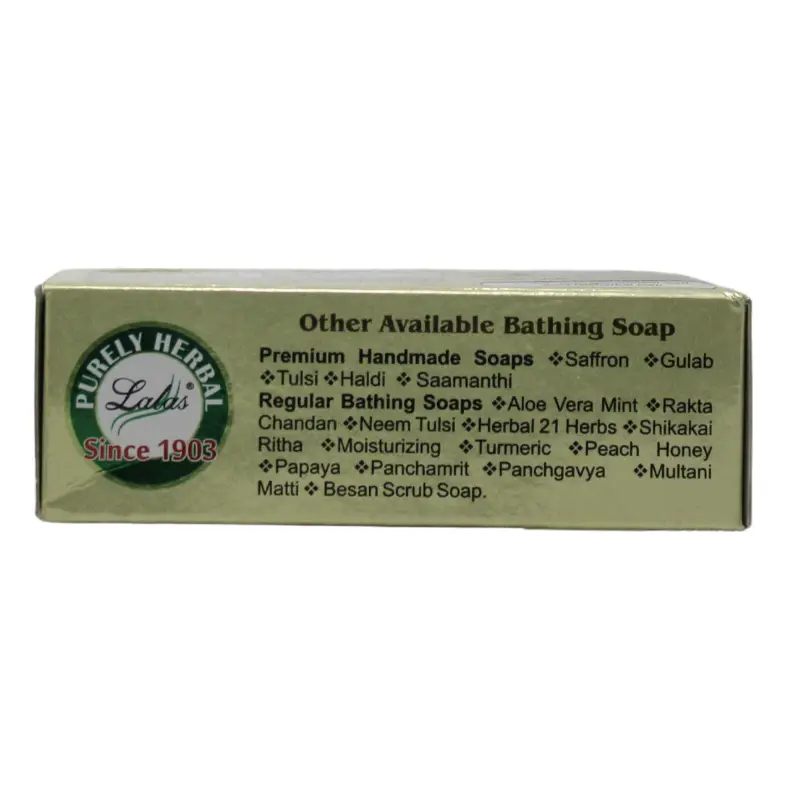 PURELY HERBAL
Lalas®
Since 1903
Other Available Bathing Soap
Premium Handmade Soaps ❖Saffron ❖Gulab
❖Tulsi ❖Haldi ❖ Saamanthi
Regular Bathing Soaps ❖Aloe Vera Mint ❖Rakta
Chandan ❖Neem Tulsi ❖Herbal 21 Herbs ❖Shikakai
Ritha ❖Moisturizing ❖Turmeric ❖Peach Honey
❖Papaya ❖Panchamrit ❖Panchgavya ❖Multani
Matti ❖ Besan Scrub Soap.